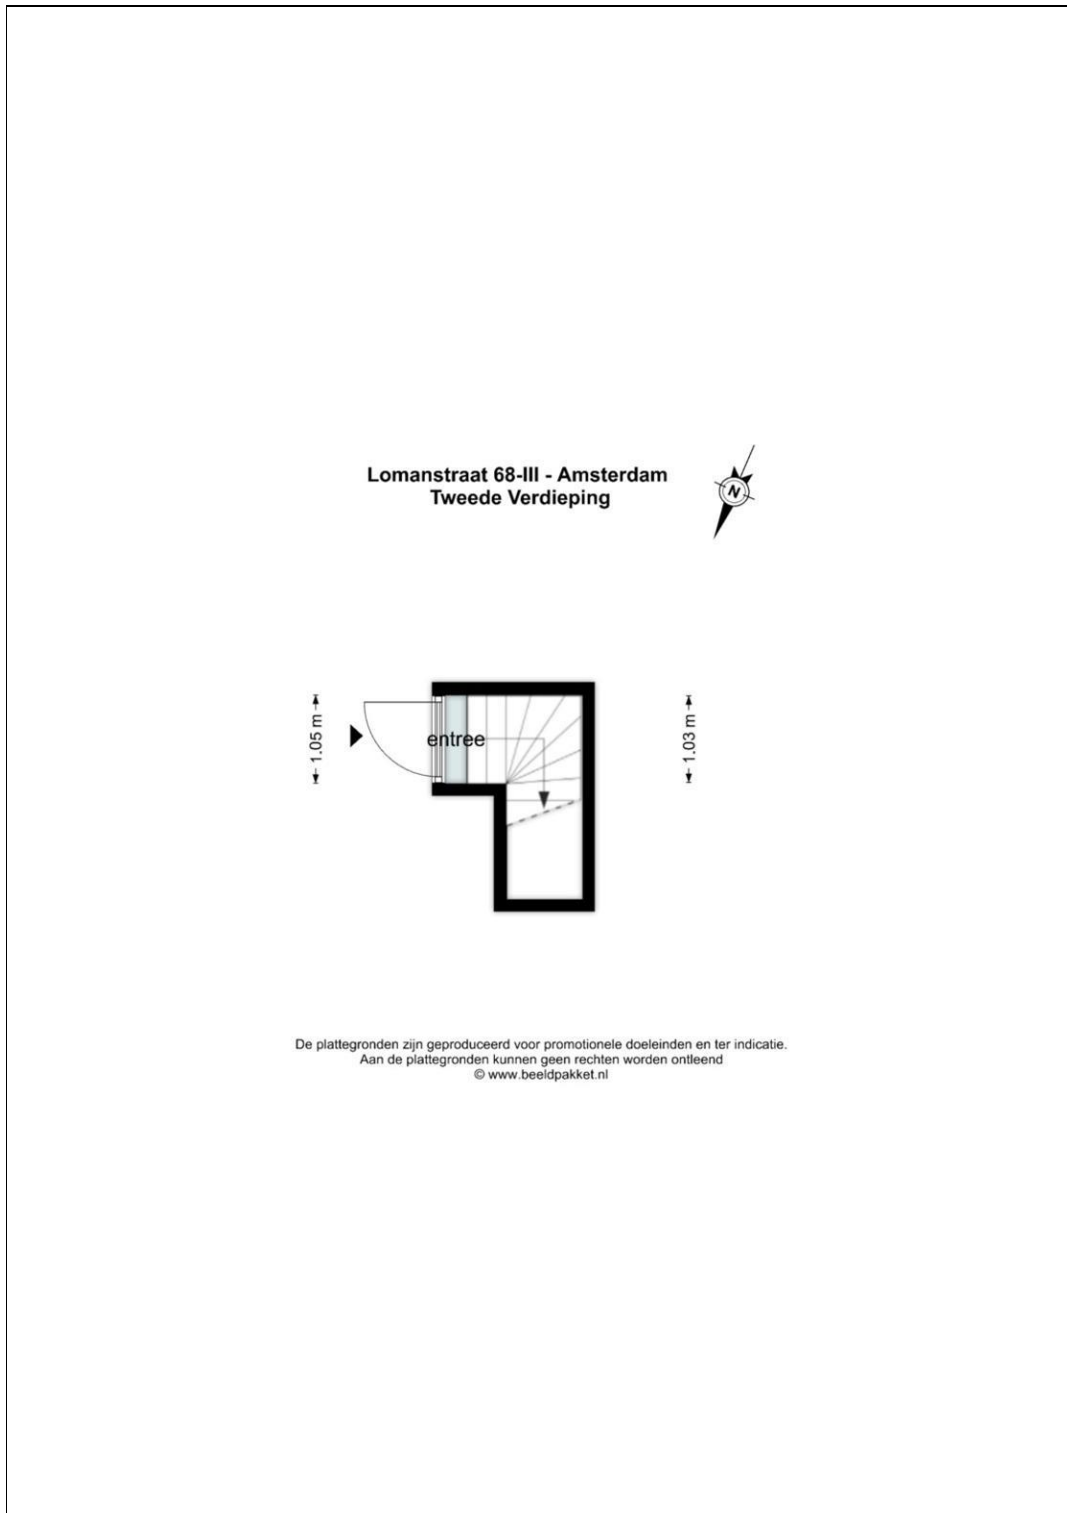 Lomanstraat 68-III - Amsterdam
Tweede Verdieping
N
1.05 m
entree
1.03 m
De plattegronden zijn geproduceerd voor promotionele doeleinden en ter indicatie.
Aan de plattegronden kunnen geen rechten worden ontleend
© www.beeldpakket.nl